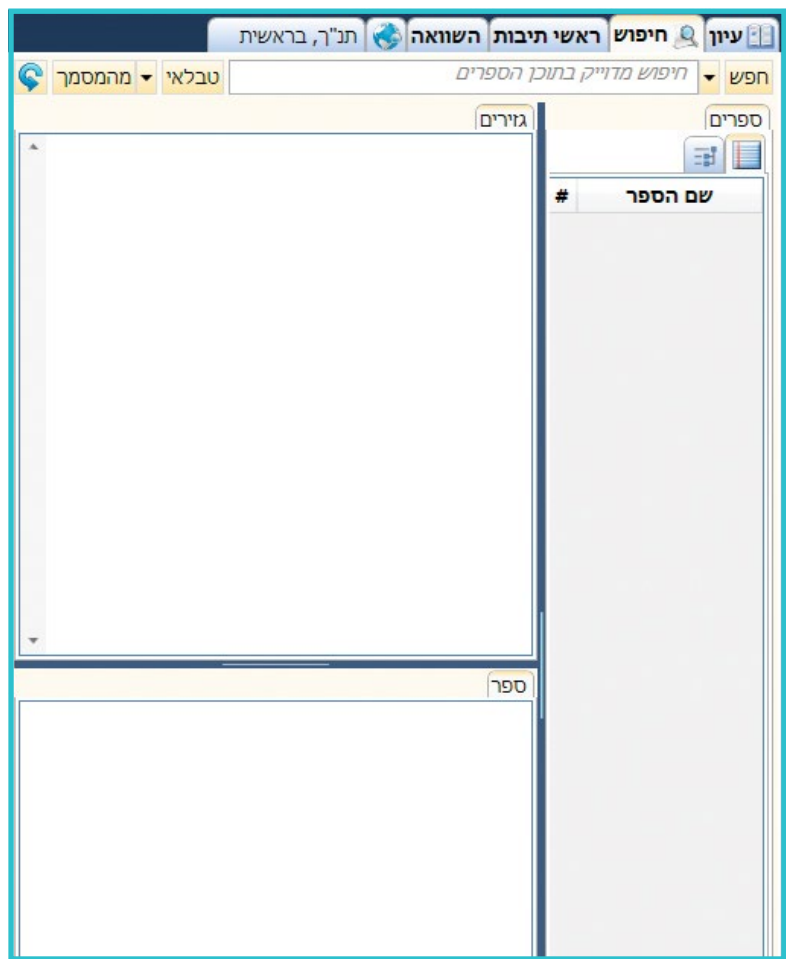 עיון חיפוש ראשי תיבות השוואה תנ"ך, בראשית
חפש חיפוש מדוייק בתוכן הספרים טבלאי מהמסמך
ספרים
שם הספר #
גזירים
ספר